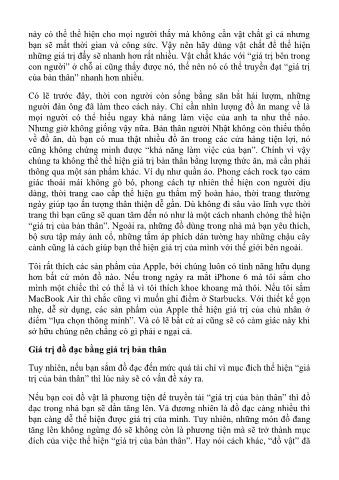 này có thể thể hiện cho mọi người thấy mà không cần vật chất gì cả nhưng
bạn sẽ mất thời gian và công sức. Vậy nên hãy dùng vật chất để thể hiện
những giá trị đấy sẽ nhanh hơn rất nhiều. Vật chất khác với “giá trị bên trong
con người” ở chỗ ai cũng thấy được nó, thế nên nó có thể truyền đạt “giá trị
của bản thân” nhanh hơn nhiều.
Có lẽ trước đây, thời con người còn sống bằng săn bắt hái lượm, những
người đàn ông đã làm theo cách này. Chỉ cần nhìn lượng đồ ăn mang về là
mọi người có thể hiểu ngay khả năng làm việc của anh ta như thế nào.
Nhưng giờ không giống vậy nữa. Bản thân người Nhật không còn thiếu thốn
về đồ ăn, dù bạn có mua thật nhiều đồ ăn trong các cửa hàng tiện lợi, nó
cũng không chứng minh được “khả năng làm việc của bạn”. Chính vì vậy
chúng ta không thể thể hiện giá trị bản thân bằng lượng thức ăn, mà cần phải
thông qua một sản phẩm khác. Ví dụ như quần áo. Phong cách rock tạo cảm
giác thoải mái không gò bó, phong cách tự nhiên thể hiện con người dịu
dàng, thời trang cao cấp thể hiện gu thẩm mỹ hoàn hảo, thời trang thường
ngày giúp tạo ấn tượng thân thiện dễ gần. Dù không đi sâu vào lĩnh vực thời
trang thì bạn cũng sẽ quan tâm đến nó như là một cách nhanh chóng thể hiện
“giá trị của bản thân”. Ngoài ra, những đồ dùng trong nhà mà bạn yêu thích,
bộ sưu tập máy ảnh cổ, những tấm áp phích dán tường hay những chậu cây
cảnh cũng là cách giúp bạn thể hiện giá trị của mình với thế giới bên ngoài.
Tôi rất thích các sản phẩm của Apple, bởi chúng luôn có tính năng hữu dụng
hơn bất cứ món đồ nào. Nếu trong ngày ra mắt iPhone 6 mà tôi sắm cho
mình một chiếc thì có thể là vì tôi thích khoe khoang mà thôi. Nếu tôi sắm
MacBook Air thì chắc cũng vì muốn ghi điểm ở Starbucks. Với thiết kế gọn
nhẹ, dễ sử dụng, các sản phẩm của Apple thể hiện giá trị của chủ nhân ở
điểm “lựa chọn thông minh”. Và có lẽ bất cứ ai cũng sẽ có cảm giác này khi
sở hữu chúng nên chẳng có gì phải e ngại cả.
Giá trị đồ đạc bằng giá trị bản thân
Tuy nhiên, nếu bạn sắm đồ đạc đến mức quá tải chỉ vì mục đích thể hiện “giá
trị của bản thân” thì lúc này sẽ có vấn đề xảy ra.
Nếu bạn coi đồ vật là phương tiện để truyền tải “giá trị của bản thân” thì đồ
đạc trong nhà bạn sẽ dần tăng lên. Và đương nhiên là đồ đạc càng nhiều thì
bạn càng dễ thể hiện được giá trị của mình. Tuy nhiên, những món đồ đang
tăng lên không ngừng đó sẽ không còn là phương tiện mà sẽ trở thành mục
đích của việc thể hiện “giá trị của bản thân”. Hay nói cách khác, “đồ vật” đã